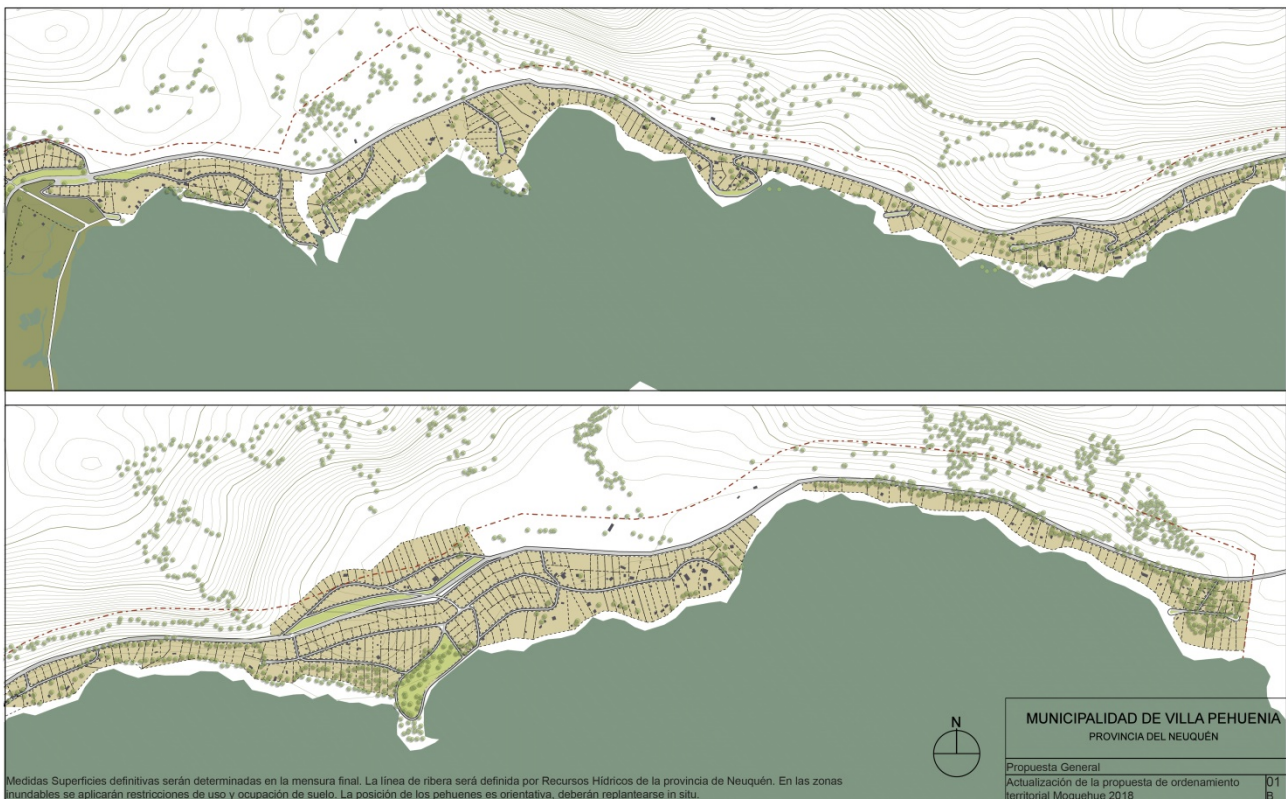 N
MUNICIPALIDAD DE VILLA PEHUENIA
PROVINCIA DEL NEUQUÉN
Propuesta General
Actualización de la propuesta de ordenamiento
territorial Moquehue 2018
01
B
Medidas Superficies definitivas serán determinadas en la mensura final. La línea de ribera será definida por Recursos Hídricos de la provincia de Neuquén. En las zonas
inundables se aplicarán restricciones de uso y ocupación de suelo. La posición de los pehuenes es orientativa, deberán replantearse in situ.